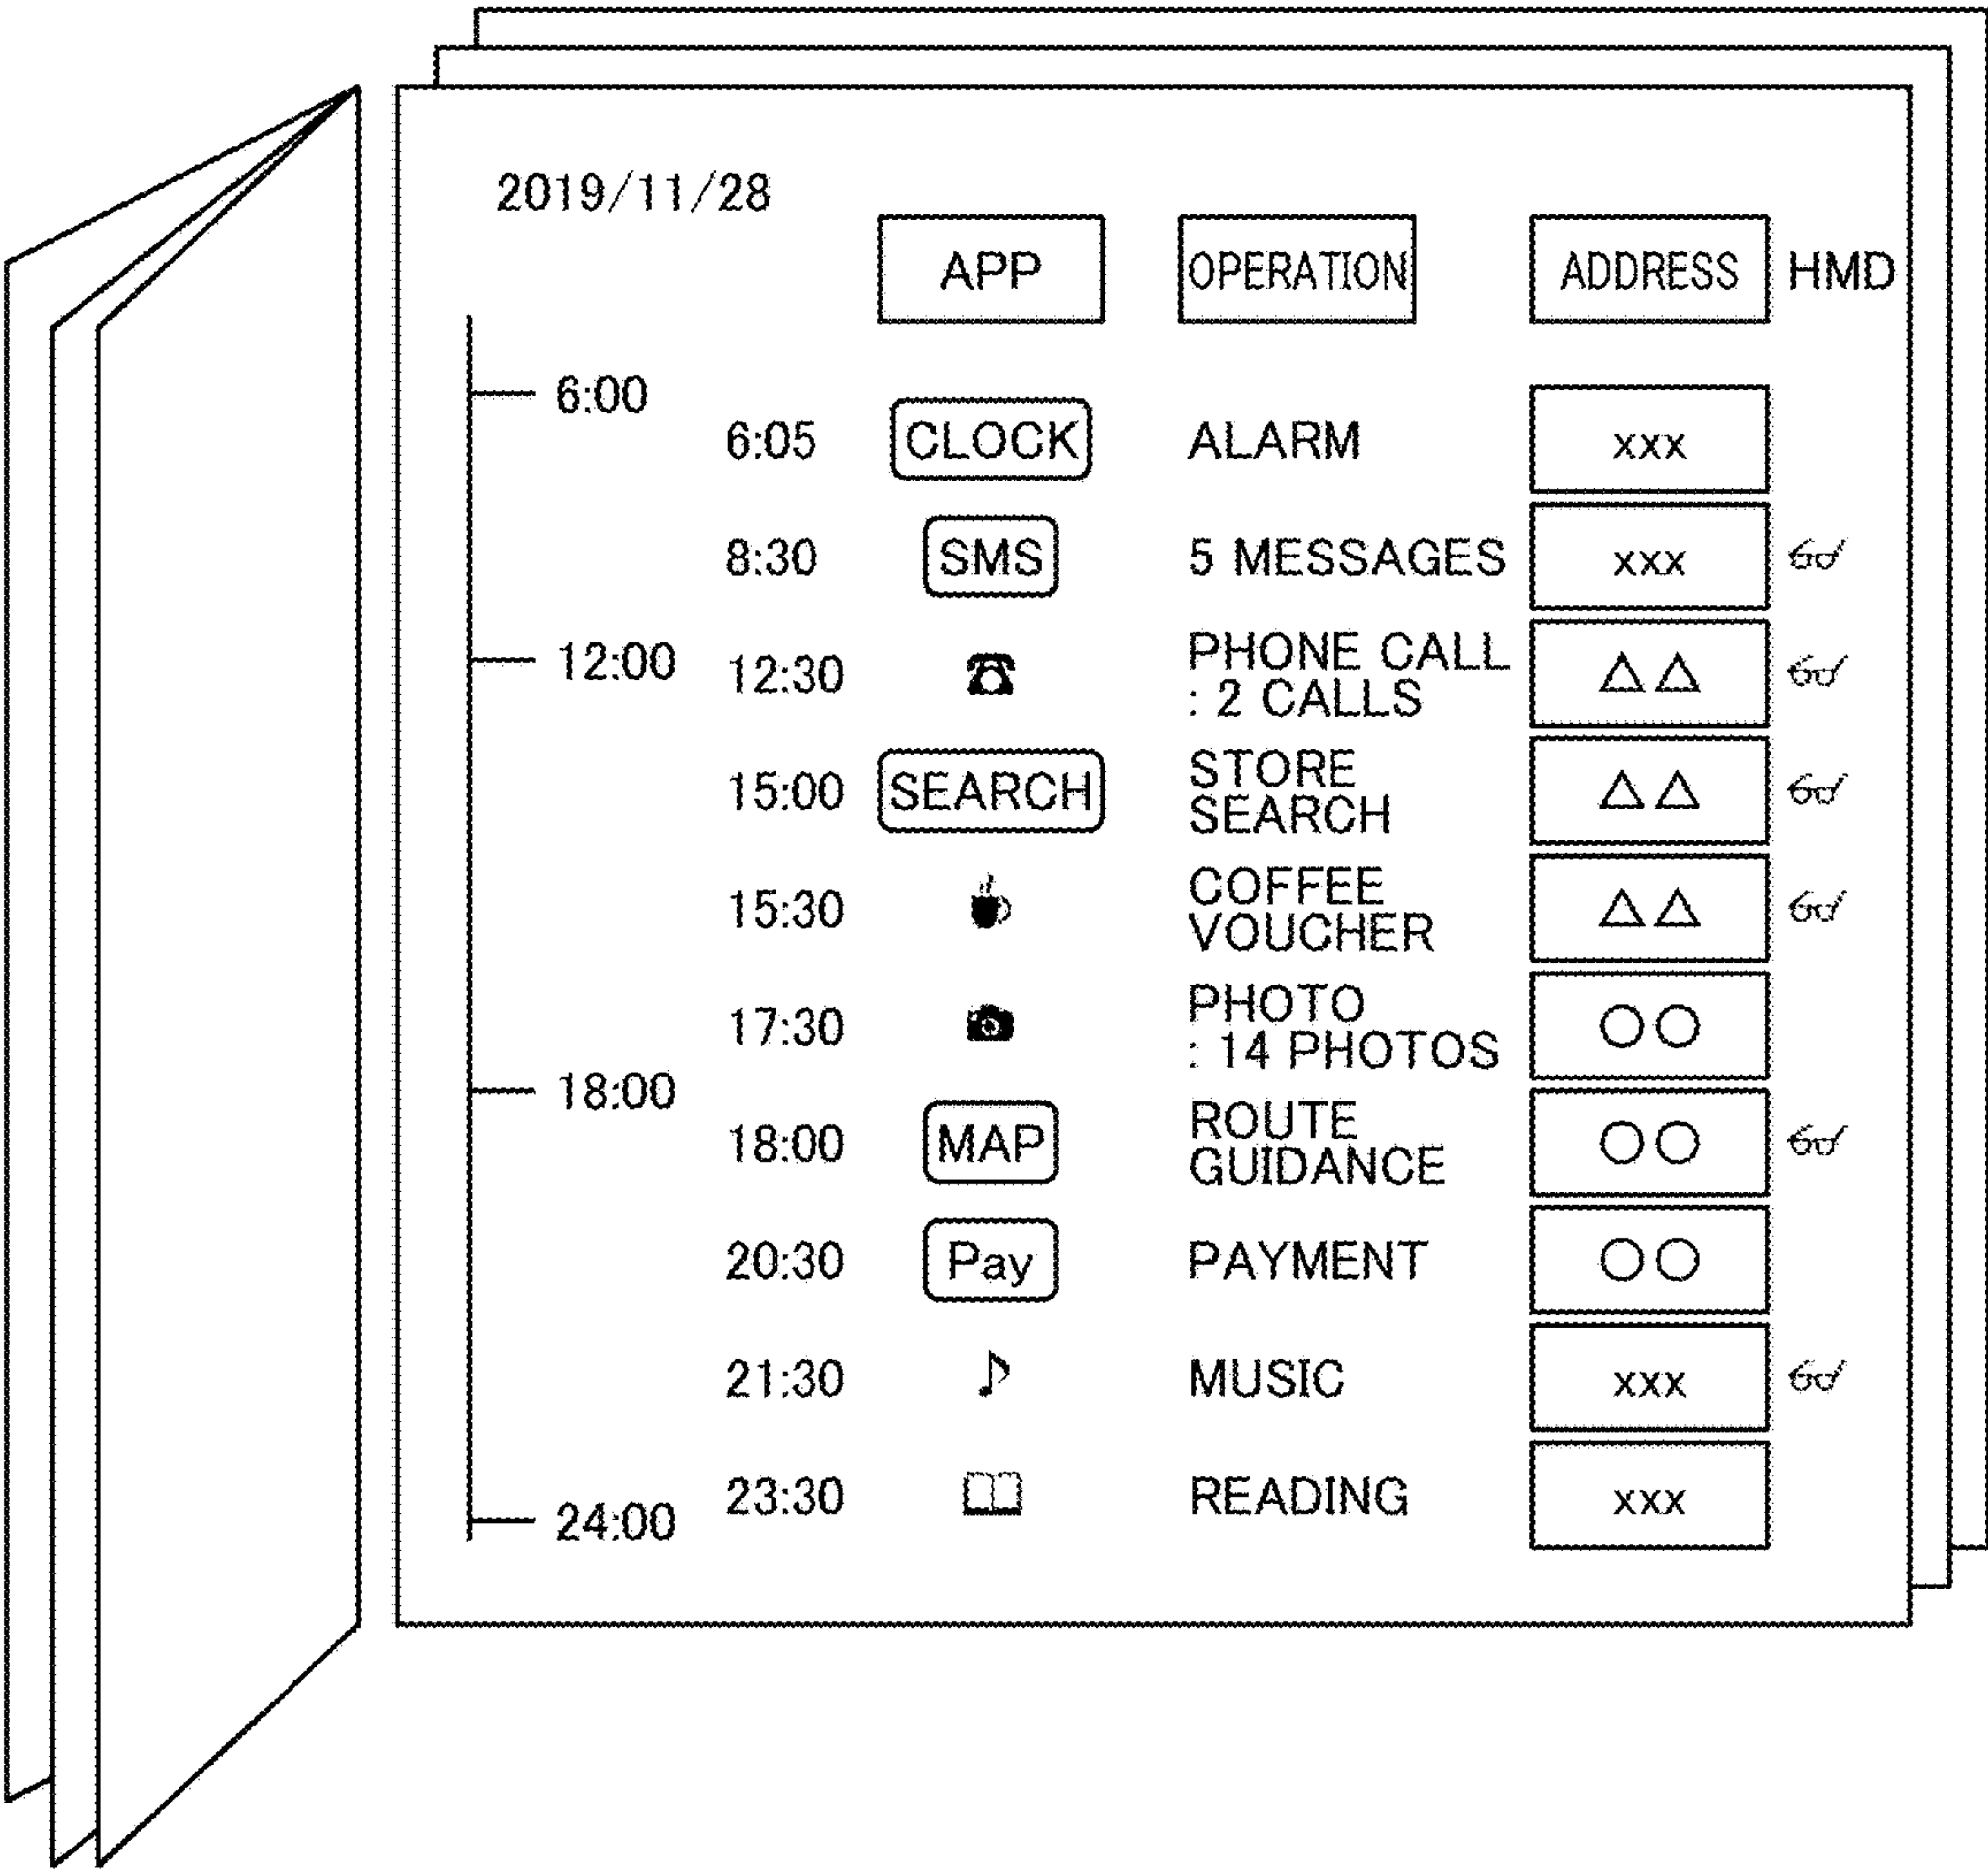 2019/11/28
APP OPERATION ADDRESS HMD
6:00
6:05 CLOCK ALARM xxx
8:30 SMS 5 MESSAGES xxx
12:00 12:30 PHONE CALL
: 2 CALLS △△
15:00 SEARCH STORE
SEARCH △△
15:30 COFFEE
VOUCHER △△
17:30 PHOTO
: 14 PHOTOS ○○
18:00
18:00 MAP ROUTE
GUIDANCE ○○
20:30 Pay PAYMENT ○○
21:30 ♪ MUSIC xxx
23:30 READING xxx
24:00